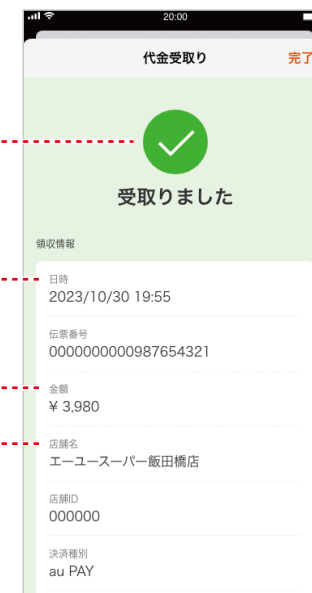 20:00
代金受取り
完了
受取りました
領収情報
日時
2023/10/30 19:55
伝票番号
0000000000987654321
金額
¥ 3,980
店舗名
エーユースーパー飯田橋店
店舗ID
000000
決済種別
au PAY